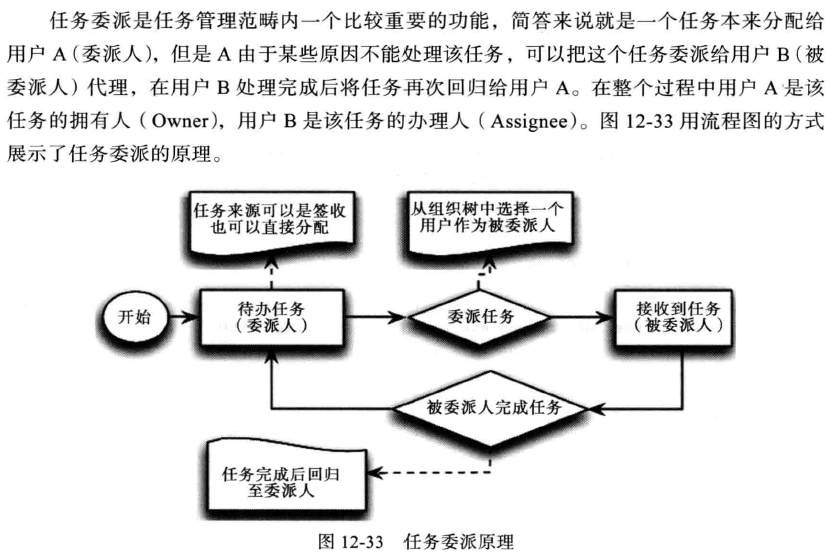 任务委派是任务管理范畴内一个比较重要的功能，简答来说就是一个任务本来分配给
用户 A（委派人），但是 A 由于某些原因不能处理该任务，可以把这个任务委派给用户 B（被
委派人）代理，在用户 B 处理完成后将任务再次回归给用户 A。在整个过程中用户 A 是该
任务的拥有人（Owner），用户 B 是该任务的办理人（Assignee）。图 12-33 用流程图的方式
展示了任务委派的原理。
任务来源可以是签收
也可以直接分配
从组织树中选择一个
用户作为被委派人
开始
待办任务
（委派人）
委派任务
接收到任务
（被委派人）
被委派人完成任务
任务完成后回归
至委派人
图 12-33 任务委派原理